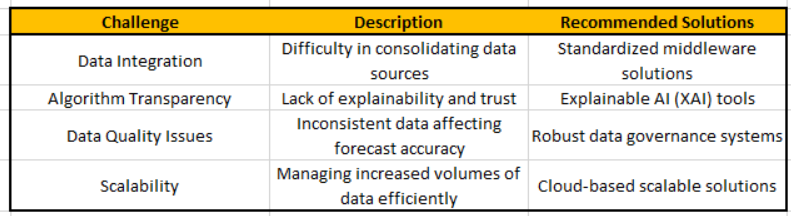 Challenge Description Recommended Solutions
Data Integration Difficulty in consolidating data sources Standardized middleware solutions
Algorithm Transparency Lack of explainability and trust Explainable AI (XAI) tools
Data Quality Issues Inconsistent data affecting forecast accuracy Robust data governance systems
Scalability Managing increased volumes of data efficiently Cloud-based scalable solutions